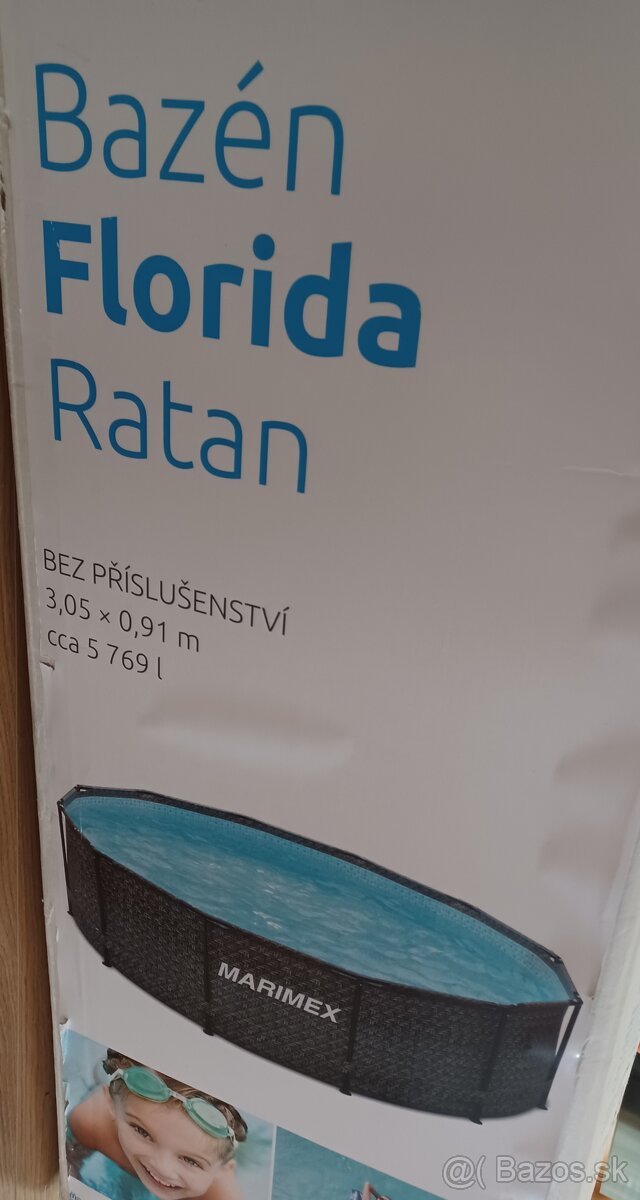 Bazén
Florida
Ratan
BEZ PŘÍSLUŠENSTVÍ
3,05 × 0,91 m
cca 5 769 l
MARIMEX
@( Bazos.sk